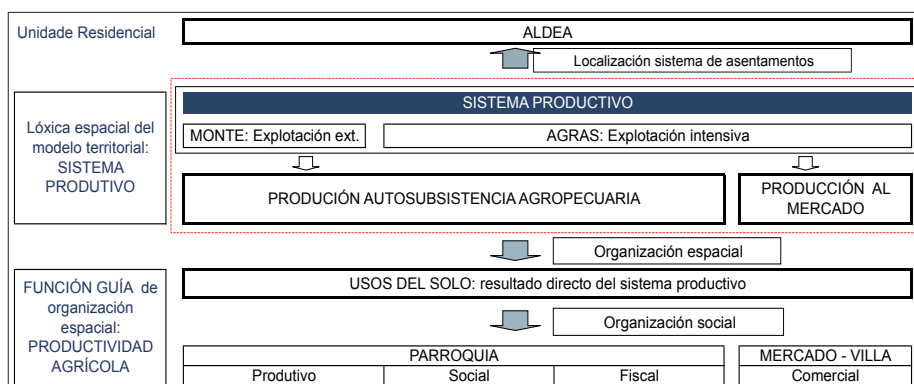 Unidade Residencial
ALDEA
Localización sistema de asentamentos
Lóxica espacial del
modelo territorial:
SISTEMA
PRODUTIVO
SISTEMA PRODUCTIVO
MONTE: Explotación ext.
AGRAS: Explotación intensiva
PRODUCIÓN AUTOSUBSISTENCIA AGROPECUARIA
PRODUCCIÓN AL
MERCADO
Organización espacial
FUNCIÓN GUÍA de
organización
espacial:
PRODUCTIVIDAD
AGRÍCOLA
USOS DEL SOLO: resultado directo del sistema productivo
Organización social
PARROQUIA
MERCADO - VILLA
Produtivo
Social
Fiscal
Comercial